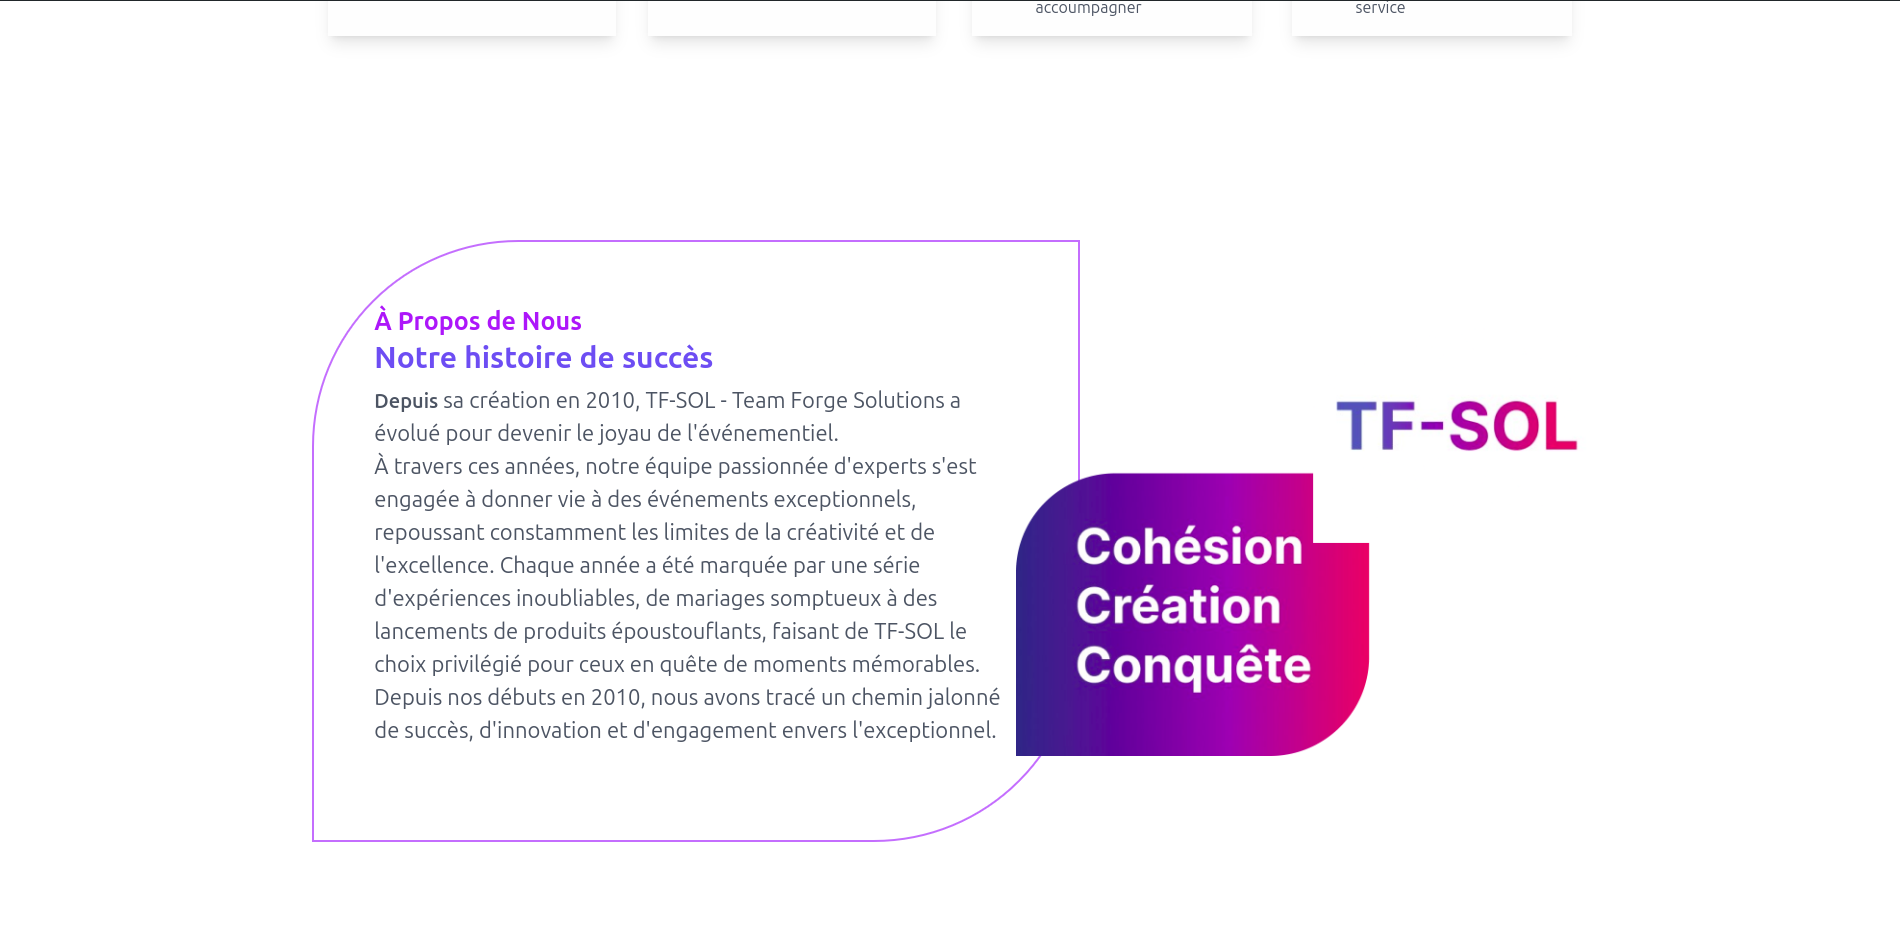 accoumpagner
service
À Propos de Nous
Notre histoire de succès
Depuis sa création en 2010, TF-SOL - Team Forge Solutions a
évolué pour devenir le joyau de l'événementiel.
À travers ces années, notre équipe passionnée d'experts s'est
engagée à donner vie à des événements exceptionnels,
repoussant constamment les limites de la créativité et de
l'excellence. Chaque année a été marquée par une série
d'expériences inoubliables, de mariages somptueux à des
lancements de produits époustouflants, faisant de TF-SOL le
choix privilégié pour ceux en quête de moments mémorables.
Depuis nos débuts en 2010, nous avons tracé un chemin jalonné
de succès, d'innovation et d'engagement envers l'exceptionnel.
TF-SOL
Cohésion
Création
Conquête